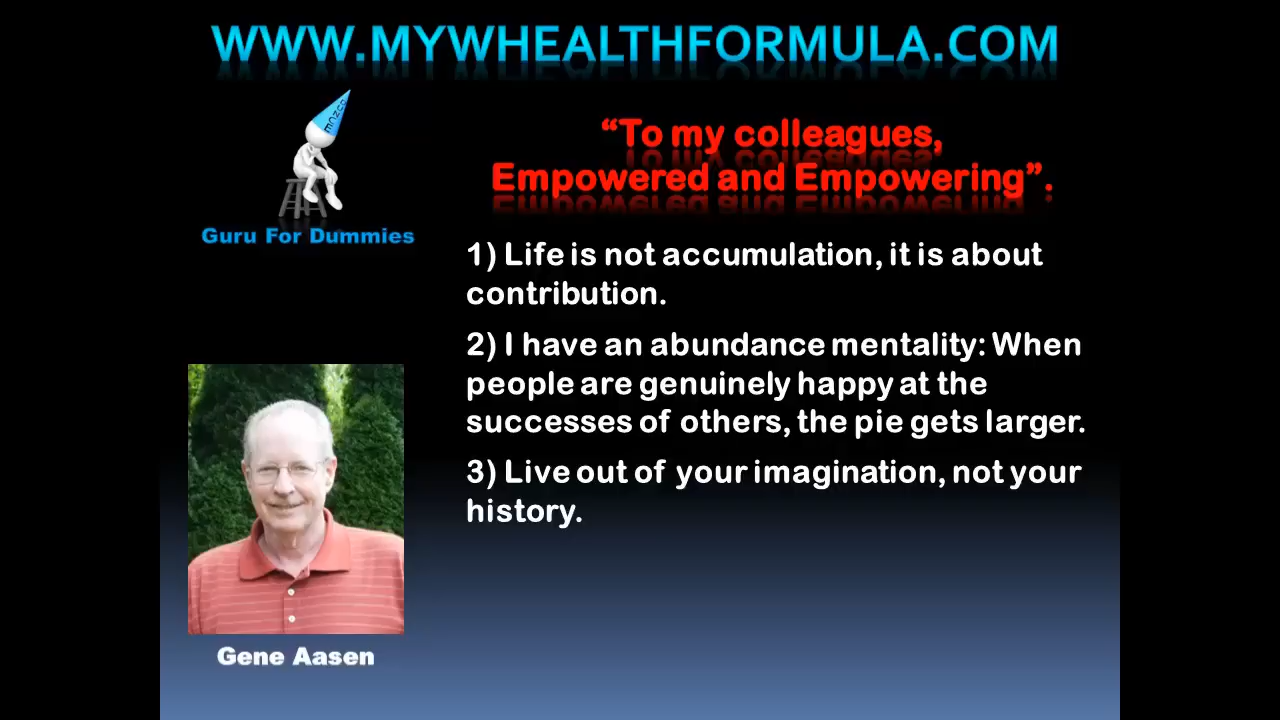 WWW.MYWHEALTHFORMULA.COM
DUNCE
Guru For Dummies
“To my colleagues,
Empowered and Empowering”.
1) Life is not accumulation, it is about
contribution.
2) I have an abundance mentality: When
people are genuinely happy at the
successes of others, the pie gets larger.
3) Live out of your imagination, not your
history.
Gene Aasen